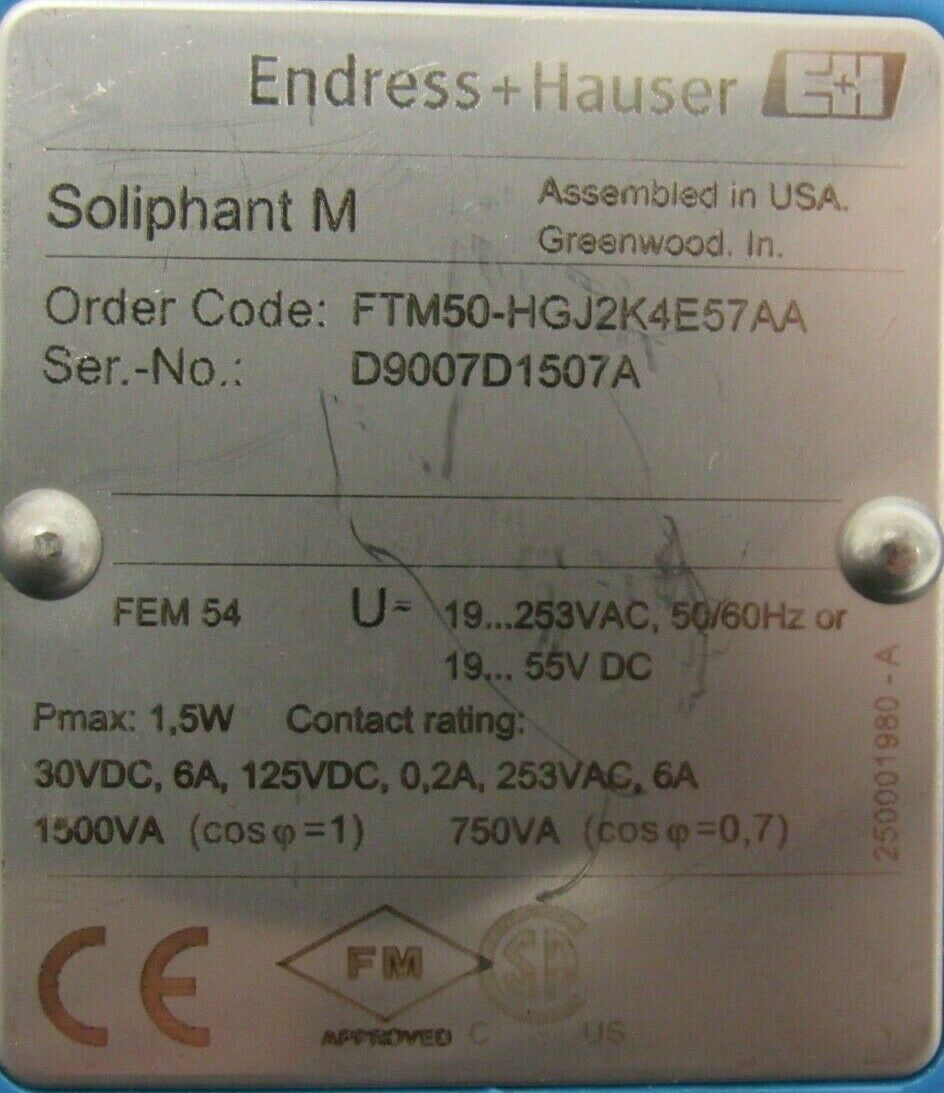 Endress+Hauser E+H
Soliphant M
Assembled in USA.
Greenwood. In.
Order Code: FTM50-HGJ2K4E57AA
Ser.-No.: D9007D1507A
FEM 54 U≂ 19...253VAC, 50/60Hz or
19... 55V DC
Pmax: 1,5W Contact rating:
30VDC, 6A, 125VDC, 0,2A, 253VAC, 6A
1500VA (cos φ=1) 750VA (cos φ=0,7)
250001980 - A
CE
FM
APPROVED
CSA
C US